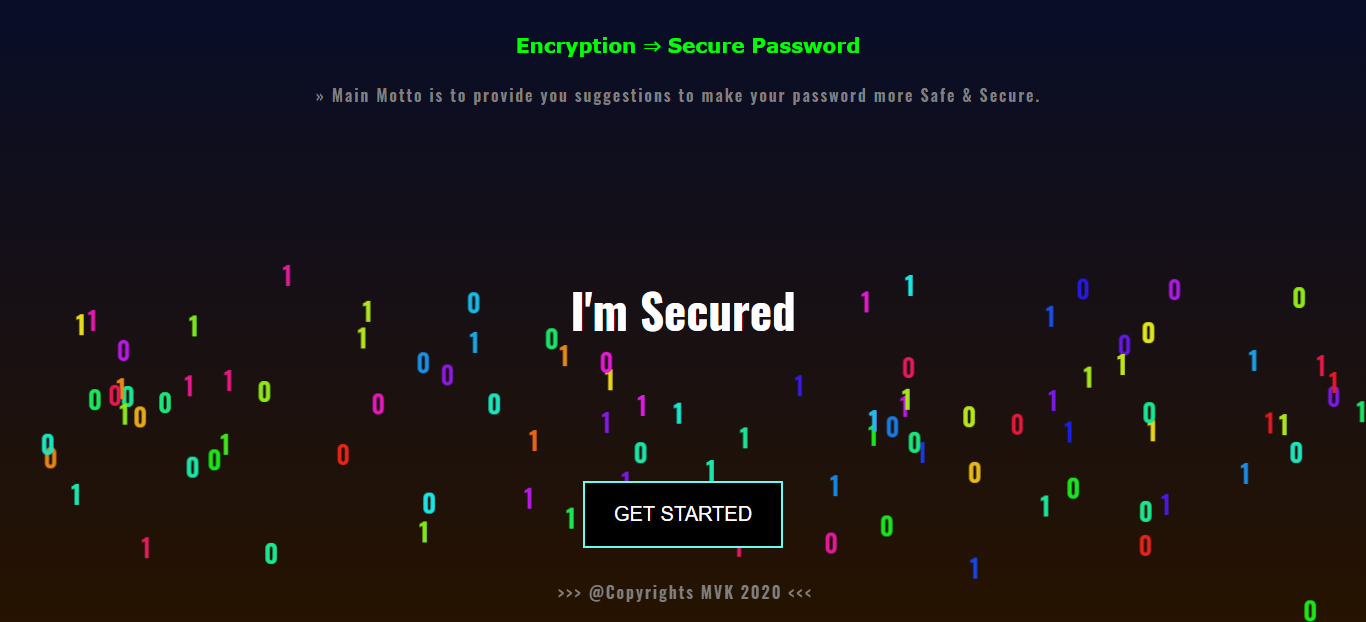 Encryption ⇒ Secure Password
» Main Motto is to provide you suggestions to make your password more Safe & Secure.
I'm Secured
GET STARTED
>>> @Copyrights MVK 2020 <<<